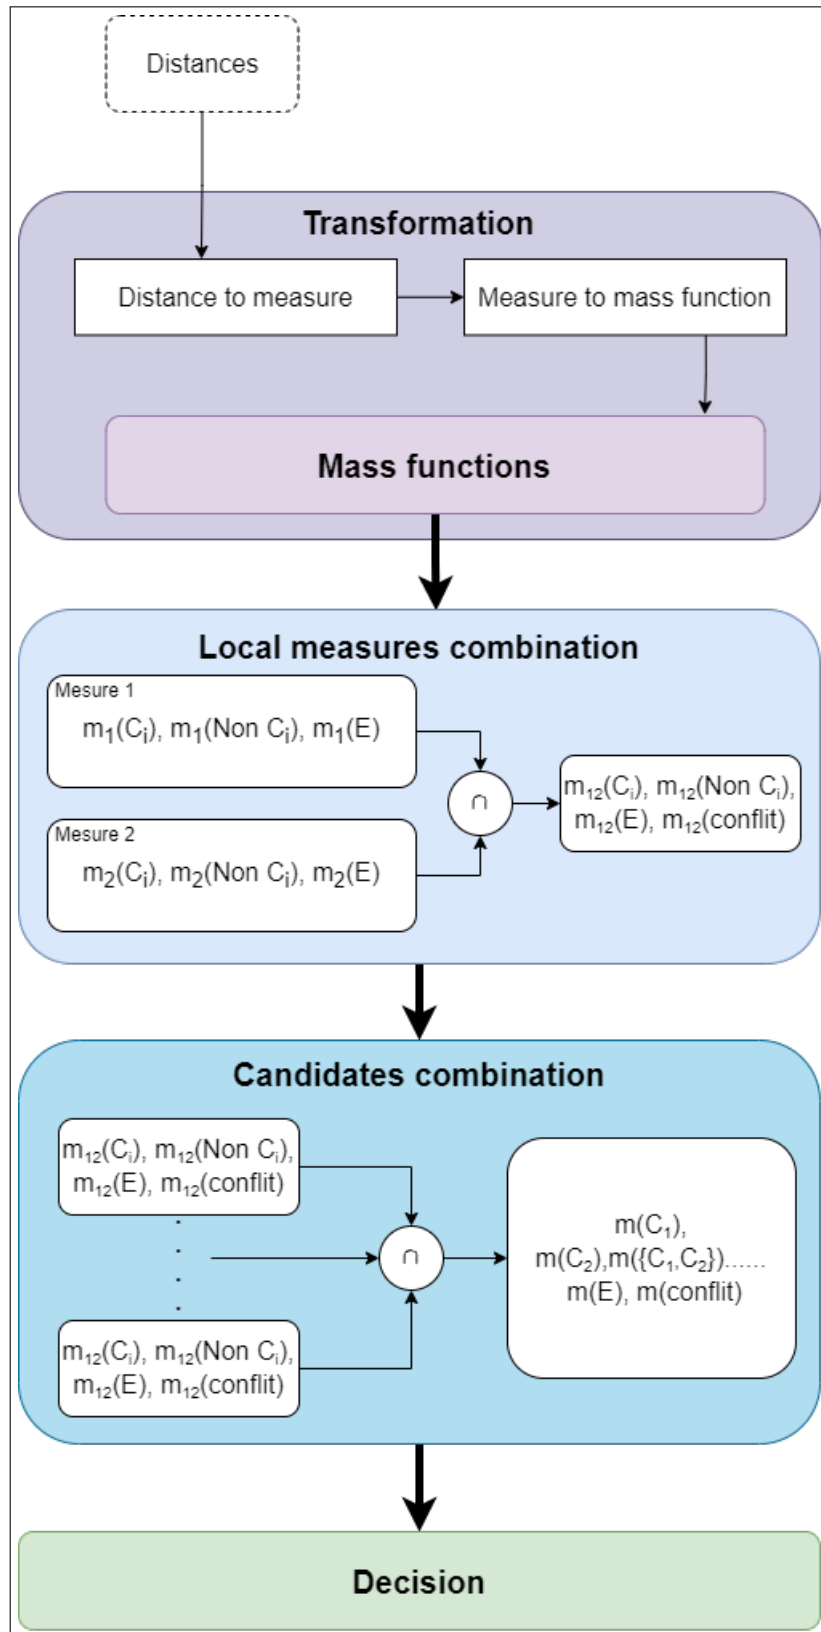 Distances
Transformation
Distance to measure
Measure to mass function
Mass functions
Local measures combination
Mesure 1
m₁(Cᵢ), m₁(Non Cᵢ), m₁(E)
Mesure 2
m₂(Cᵢ), m₂(Non Cᵢ), m₂(E)
∩
m₁₂(Cᵢ), m₁₂(Non Cᵢ),
m₁₂(E), m₁₂(conflit)
Candidates combination
m₁₂(Cᵢ), m₁₂(Non Cᵢ),
m₁₂(E), m₁₂(conflit)
∩
m₁₂(Cᵢ), m₁₂(Non Cᵢ),
m₁₂(E), m₁₂(conflit)
m(C₁),
m(C₂),m({C₁,C₂})......
m(E), m(conflit)
Decision